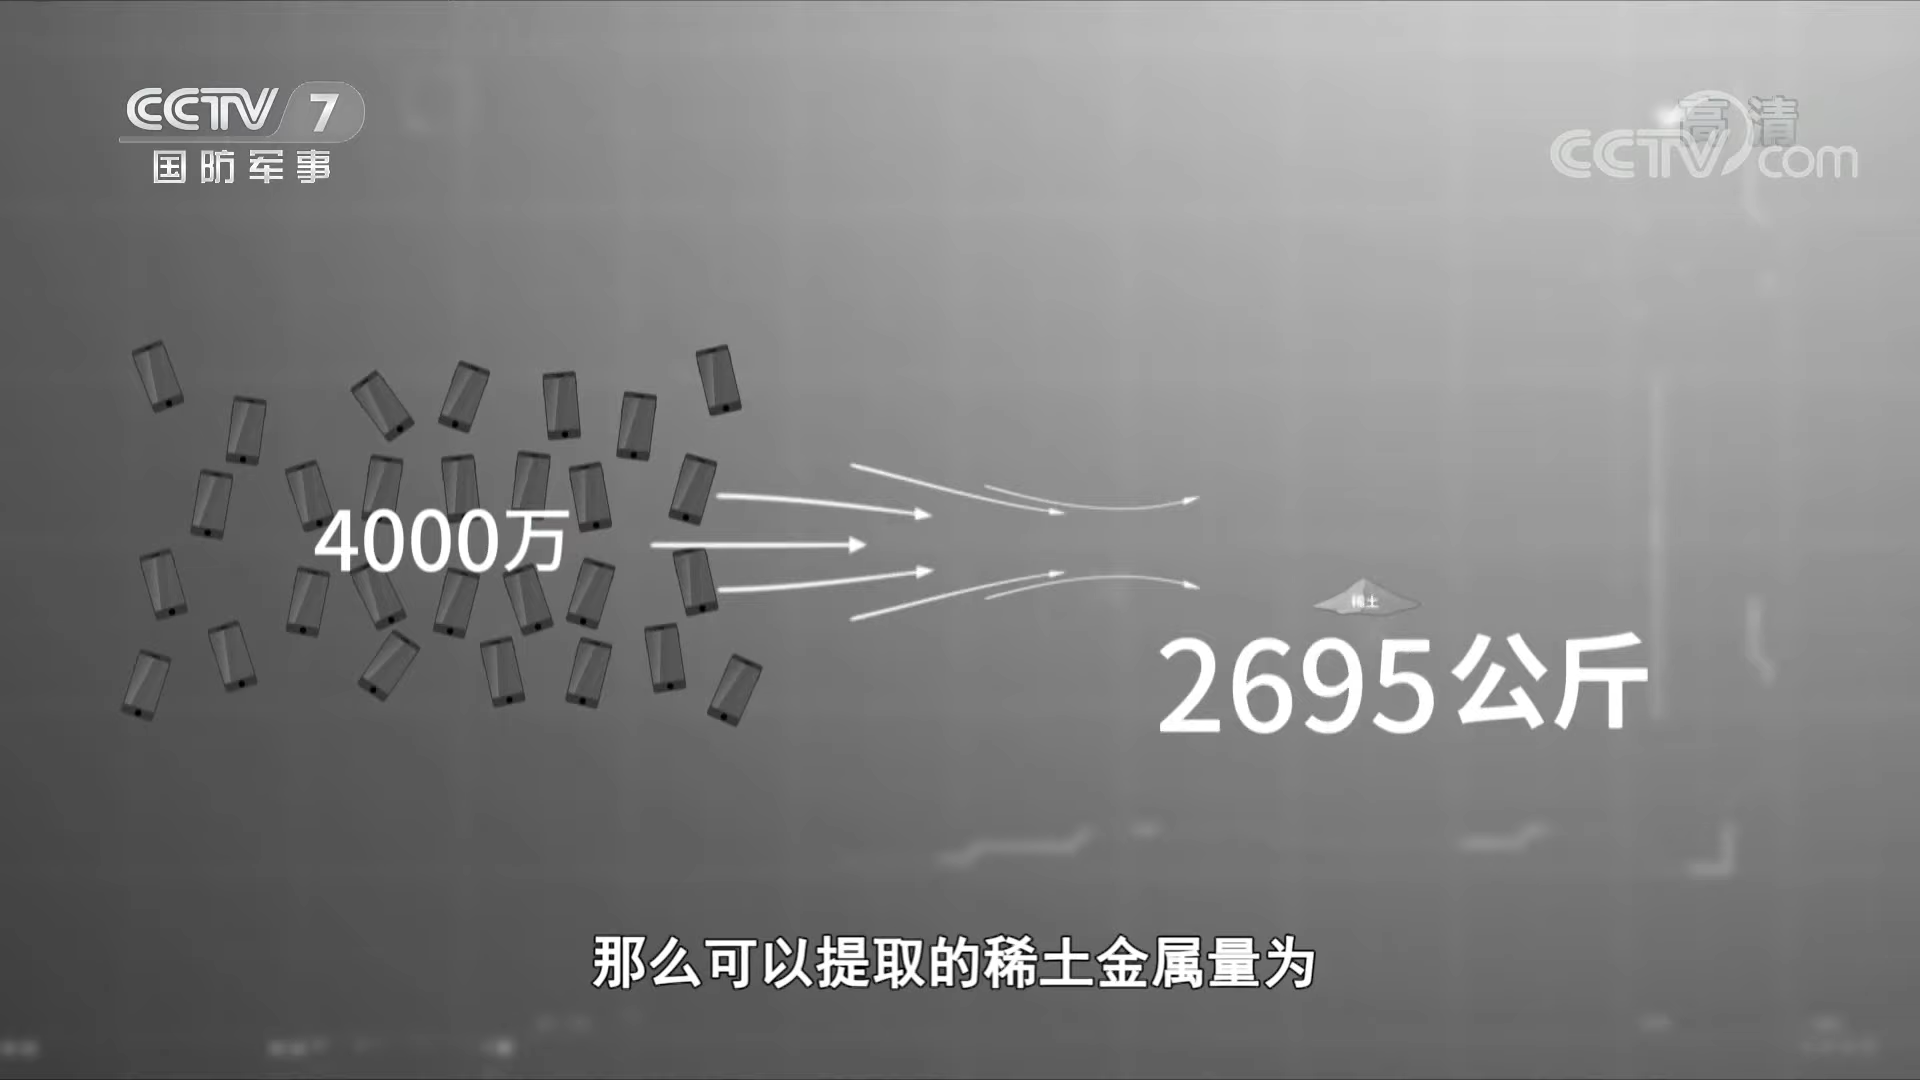 CCTV 7
国防军事
高清
CCTV.com
4000万
稀土
2695公斤
那么可以提取的稀土金属量为